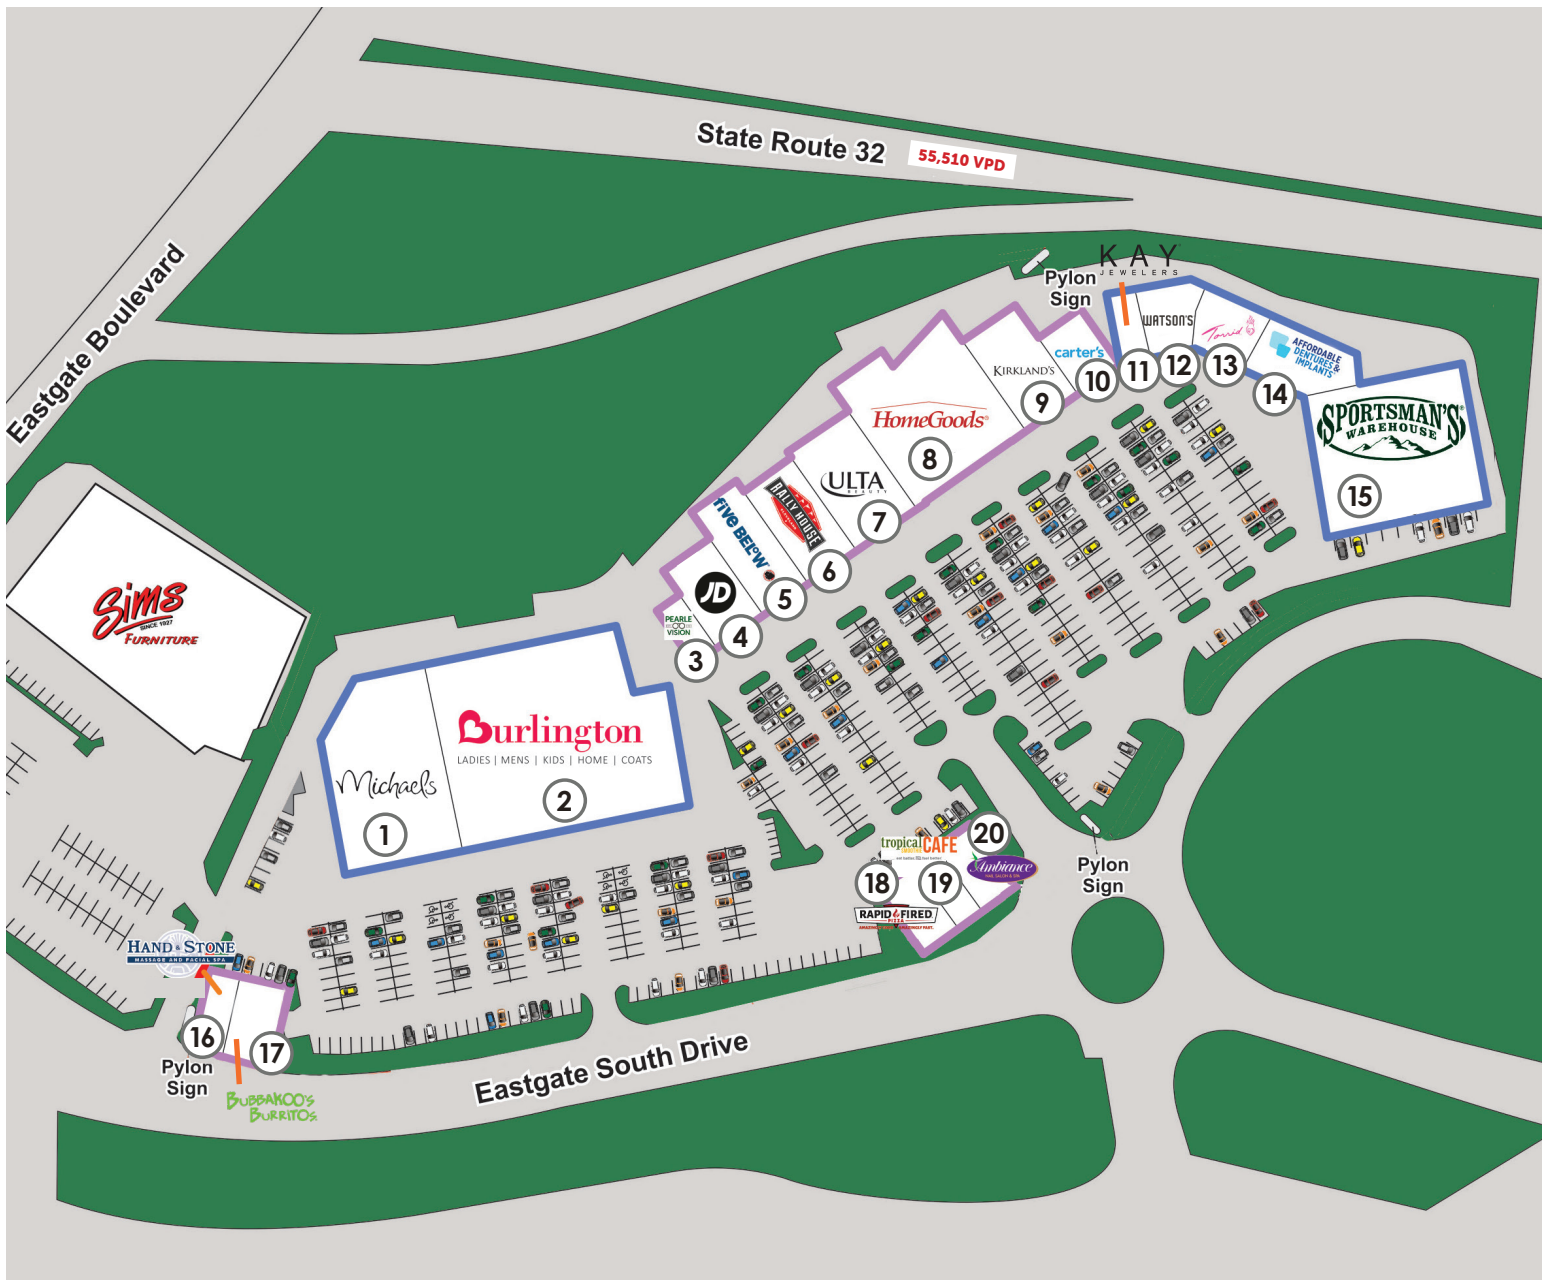 State Route 32
55,510 VPD
Eastgate Boulevard
KAY
JEWELERS
Pylon
Sign
WATSON'S
Torrid
AFFORDABLE
DENTURES &
IMPLANTS
carter's
KIRKLAND'S
10
11
12
13
14
9
SPORTSMAN'S
WAREHOUSE
15
HomeGoods
8
ULTA
BEAUTY
7
RALLY HOUSE
6
five BELOW
5
JD
4
PEARLE
VISION
3
Sims
SINCE 1927
FURNITURE
Burlington
LADIES | MENS | KIDS | HOME | COATS
2
Michaels
1
20
tropical
SMOOTHIE
CAFE
Ambiance
18
19
RAPID FIRED
PIZZA
Pylon
Sign
HAND & STONE
MASSAGE AND FACIAL SPA
16
17
Pylon
Sign
BUBBAKOO'S
BURRITOS
Eastgate South Drive